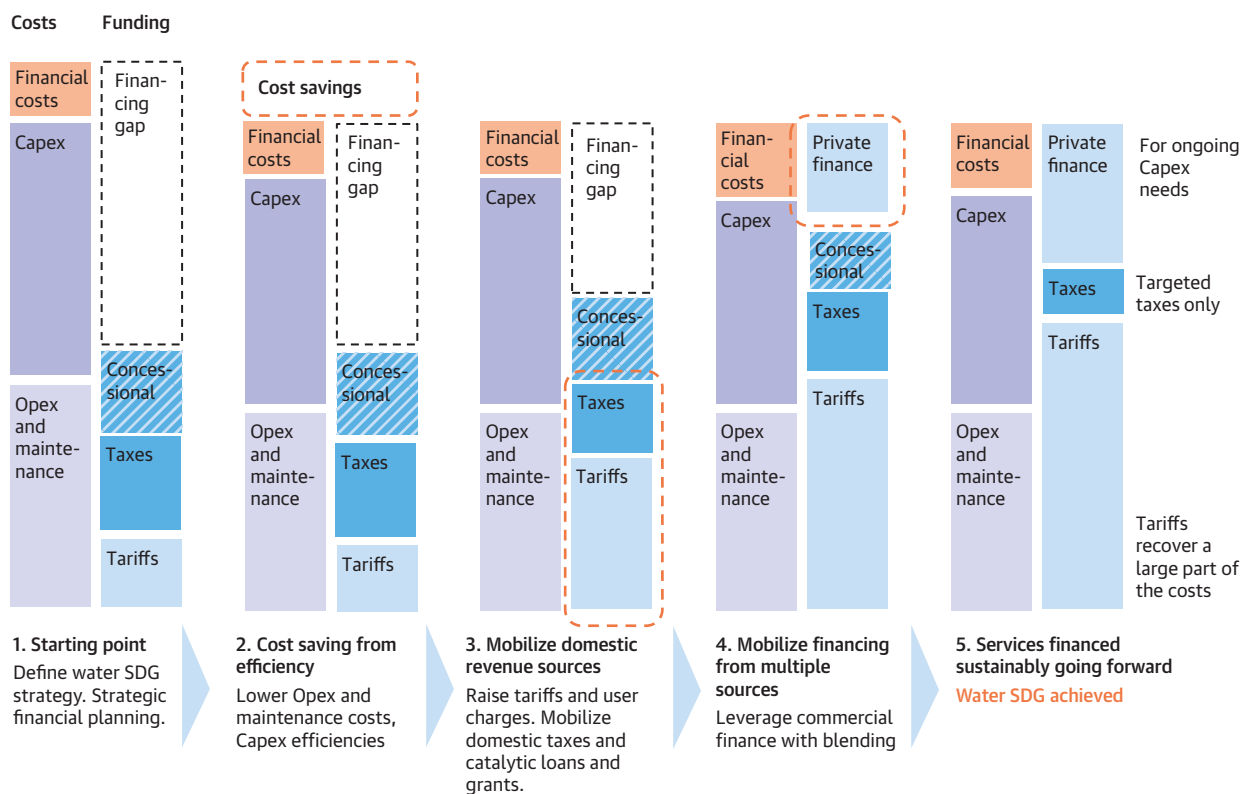 Costs
Funding
Financial
costs
Capex
Opex
and
mainte-
nance
Finan-
cing
gap
Conces-
sional
Taxes
Tariffs
Cost savings
Financial
costs
Capex
Opex
and
mainte-
nance
Finan-
cing
gap
Conces-
sional
Taxes
Tariffs
Financial
costs
Capex
Opex
and
mainte-
nance
Finan-
cing
gap
Conces-
sional
Taxes
Tariffs
Finan-
cial
costs
Capex
Opex
and
mainte-
nance
Private
finance
Conces-
sional
Taxes
Tariffs
Financial
costs
Capex
Opex
and
mainte-
nance
Private
finance
Taxes
Tariffs
For ongoing
Capex
needs
Targeted
taxes only
Tariffs
recover a
large part of
the costs
1. Starting point
Define water SDG
strategy. Strategic
financial planning.
2. Cost saving from
efficiency
Lower Opex and
maintenance costs,
Capex efficiencies
3. Mobilize domestic
revenue sources
Raise tariffs and user
charges. Mobilize
domestic taxes and
catalytic loans and
grants.
4. Mobilize financing
from multiple
sources
Leverage commercial
finance with blending
5. Services financed
sustainably going forward
Water SDG achieved